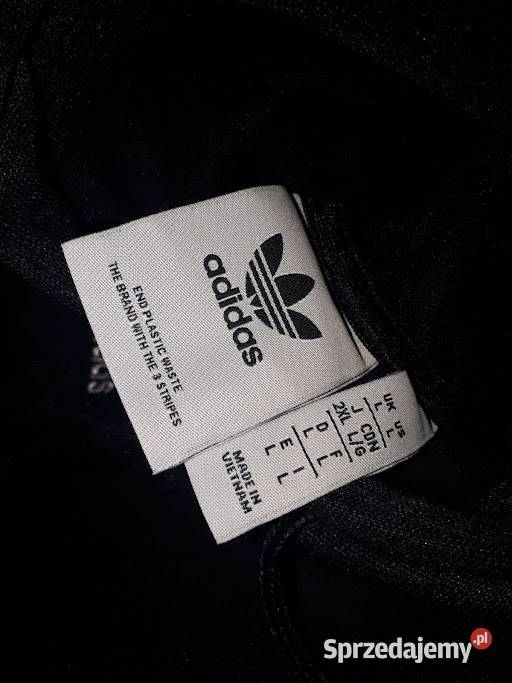 adidas
END PLASTIC WASTE
THE BRAND WITH THE 3 STRIPES
UK US
L L
J CDN
2XL L/G
D F
L L
E I
L L
MADE IN
VIETNAM
Sprzedajemy.pl